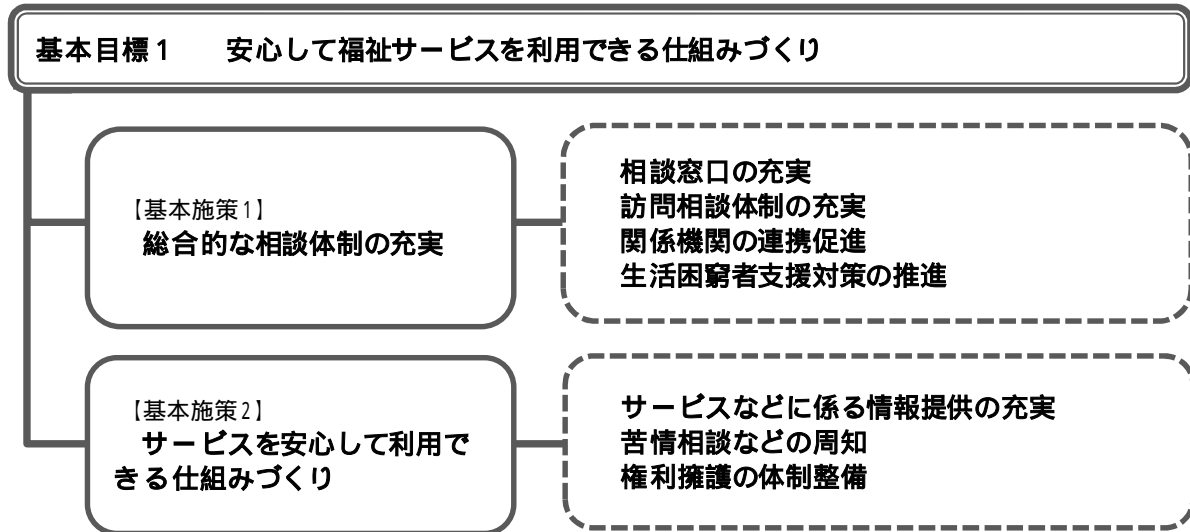 基本目標1　安心して福祉サービスを利用できる仕組みづくり
【基本施策1】
総合的な相談体制の充実
相談窓口の充実
訪問相談体制の充実
関係機関の連携促進
生活困窮者支援対策の推進
【基本施策2】
サービスを安心して利用で
きる仕組みづくり
サービスなどに係る情報提供の充実
苦情相談などの周知
権利擁護の体制整備